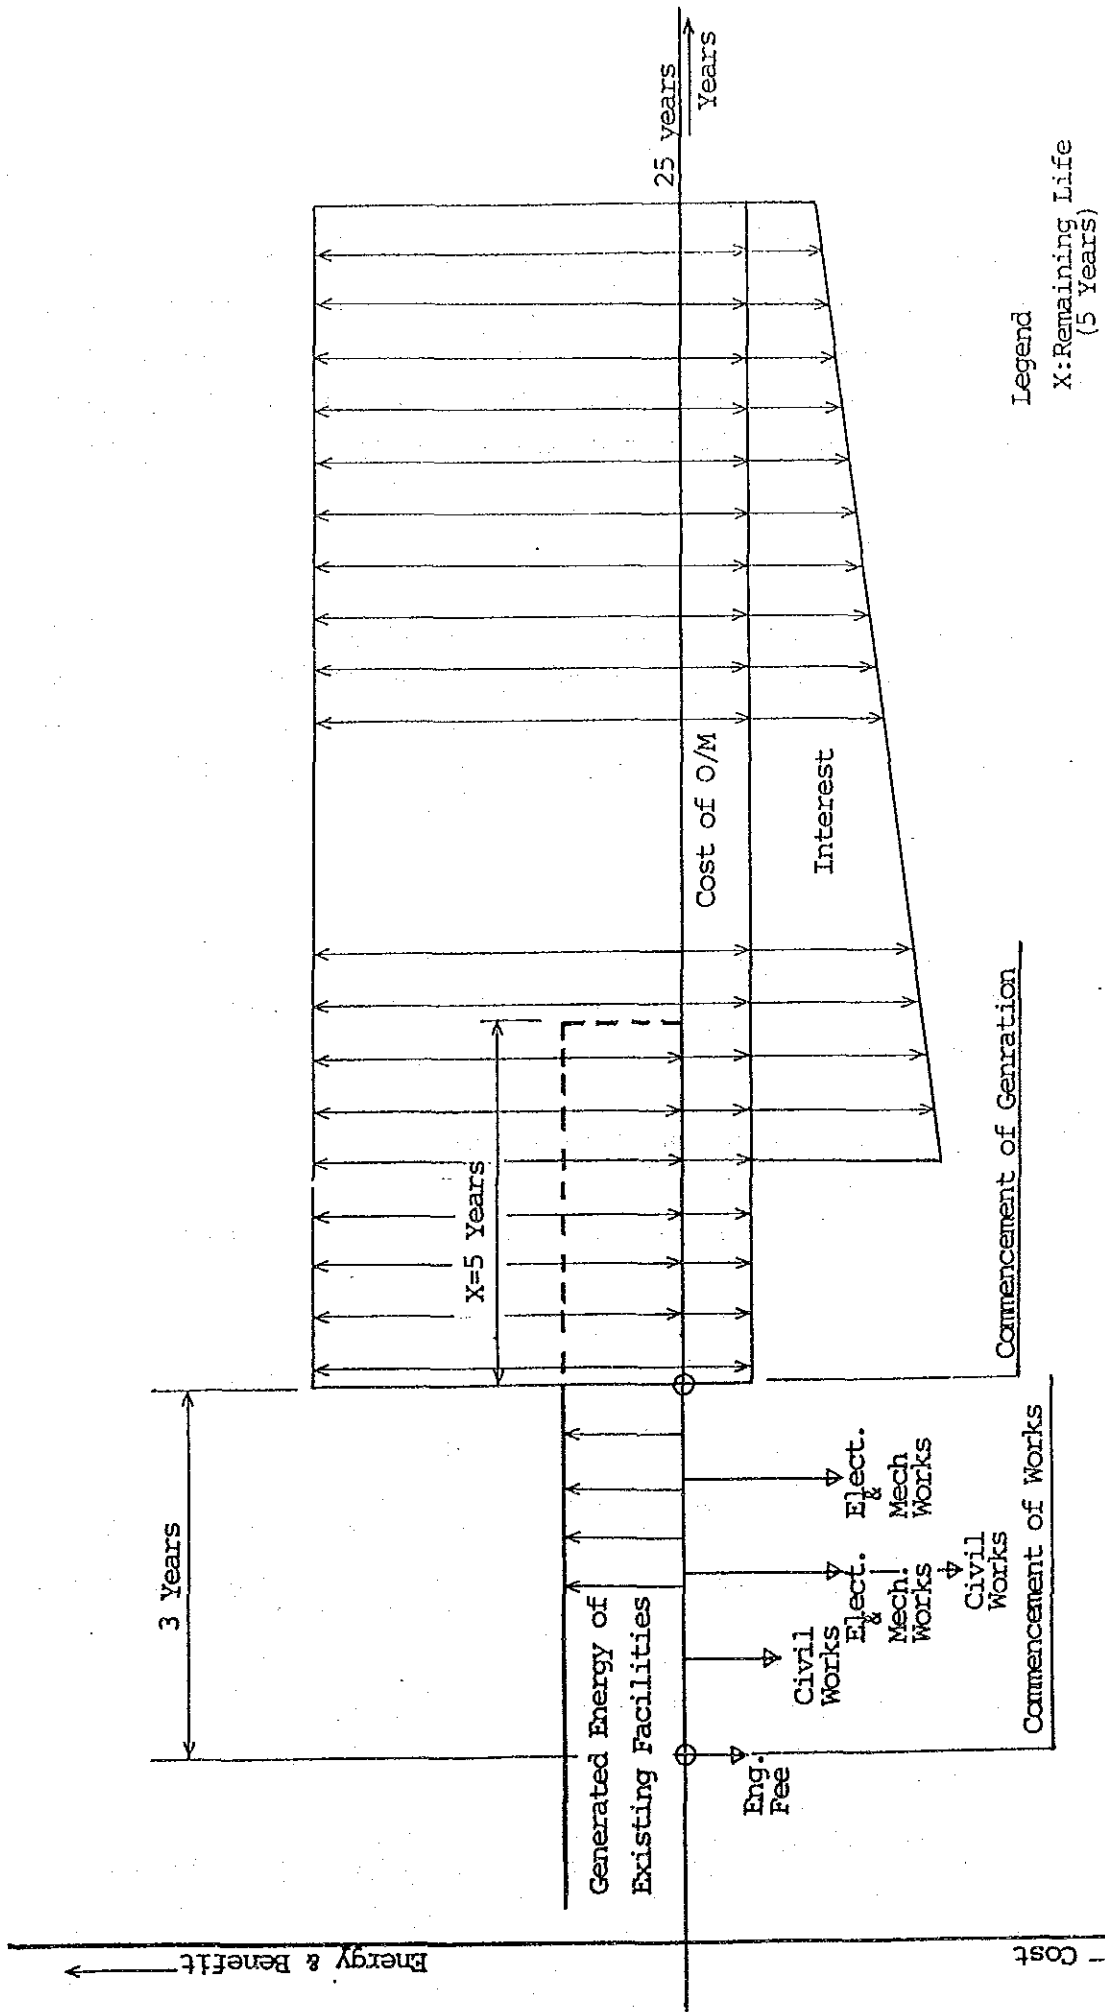 Energy & Benefit
Cost
3 Years
Generated Energy of
Existing Facilities
X=5 Years
25 years
Years
Cost of O/M
Interest
Eng.
Fee
Civil
Works
Elect.
&
Mech.
Works
Civil
Works
Elect.
&
Mech
Works
Commencement of Works
Commencement of Genration
Legend
X:Remaining Life
(5 Years)